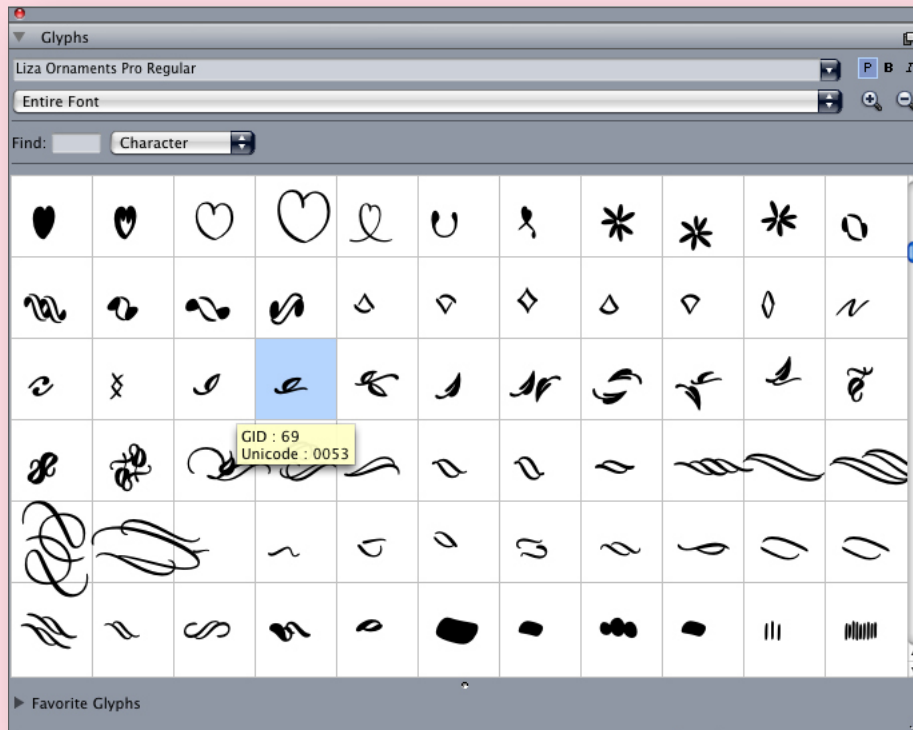 Glyphs
Liza Ornaments Pro Regular
P B I
Entire Font
Find: Character
GID : 69
Unicode : 0053
Favorite Glyphs